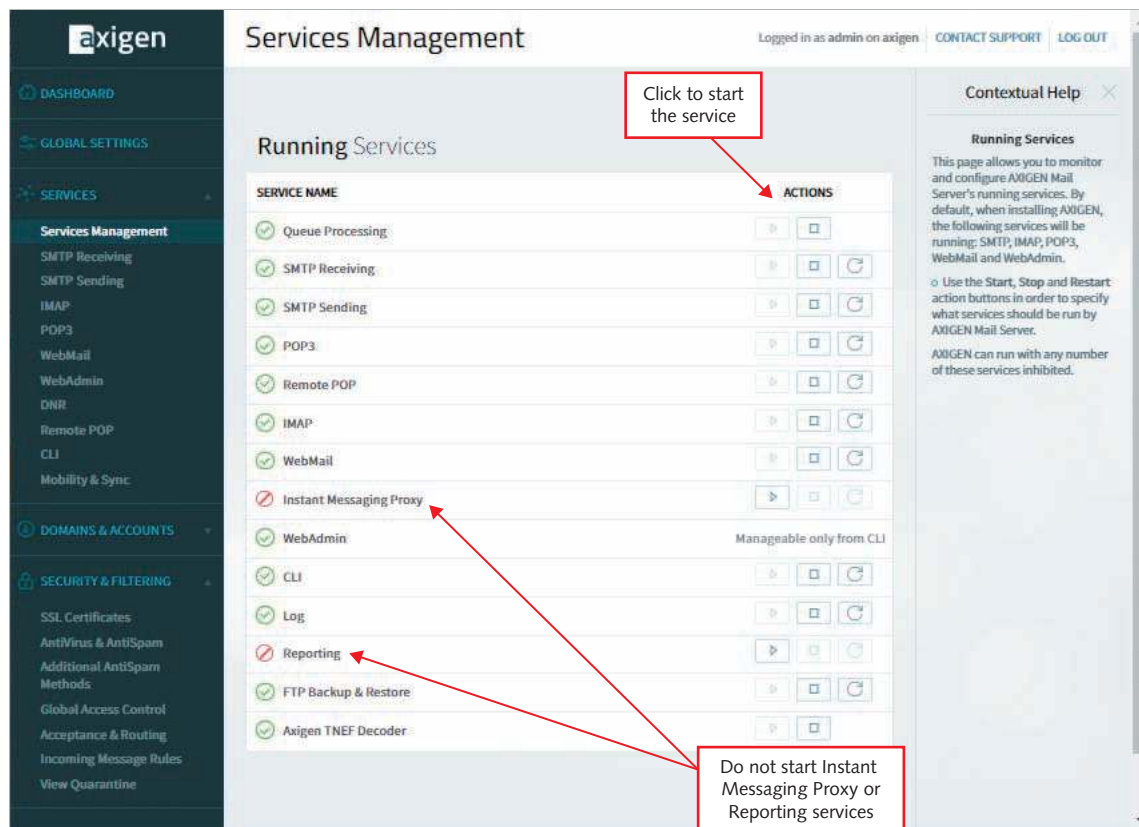 axigen
Services Management
Logged in as admin on axigen
CONTACT SUPPORT
LOG OUT
DASHBOARD
GLOBAL SETTINGS
SERVICES
Services Management
SMTP Receiving
SMTP Sending
IMAP
POP3
WebMail
WebAdmin
DNR
Remote POP
CLI
Mobility & Sync
DOMAINS & ACCOUNTS
SECURITY & FILTERING
SSL Certificates
AntiVirus & AntiSpam
Additional AntiSpam
Methods
Global Access Control
Acceptance & Routing
Incoming Message Rules
View Quarantine
Click to start
the service
Running Services
SERVICE NAME
ACTIONS
Queue Processing
SMTP Receiving
SMTP Sending
POP3
Remote POP
IMAP
WebMail
Instant Messaging Proxy
WebAdmin
Manageable only from CLI
CLI
Log
Reporting
FTP Backup & Restore
Axigen TNEF Decoder
Do not start Instant
Messaging Proxy or
Reporting services
Contextual Help
Running Services
This page allows you to monitor
and configure AXIGEN Mail
Server's running services. By
default, when installing AXIGEN,
the following services will be
running: SMTP, IMAP, POP3,
WebMail and WebAdmin.
Use the Start, Stop and Restart
action buttons in order to specify
what services should be run by
AXIGEN Mail Server.
AXIGEN can run with any number
of these services inhibited.